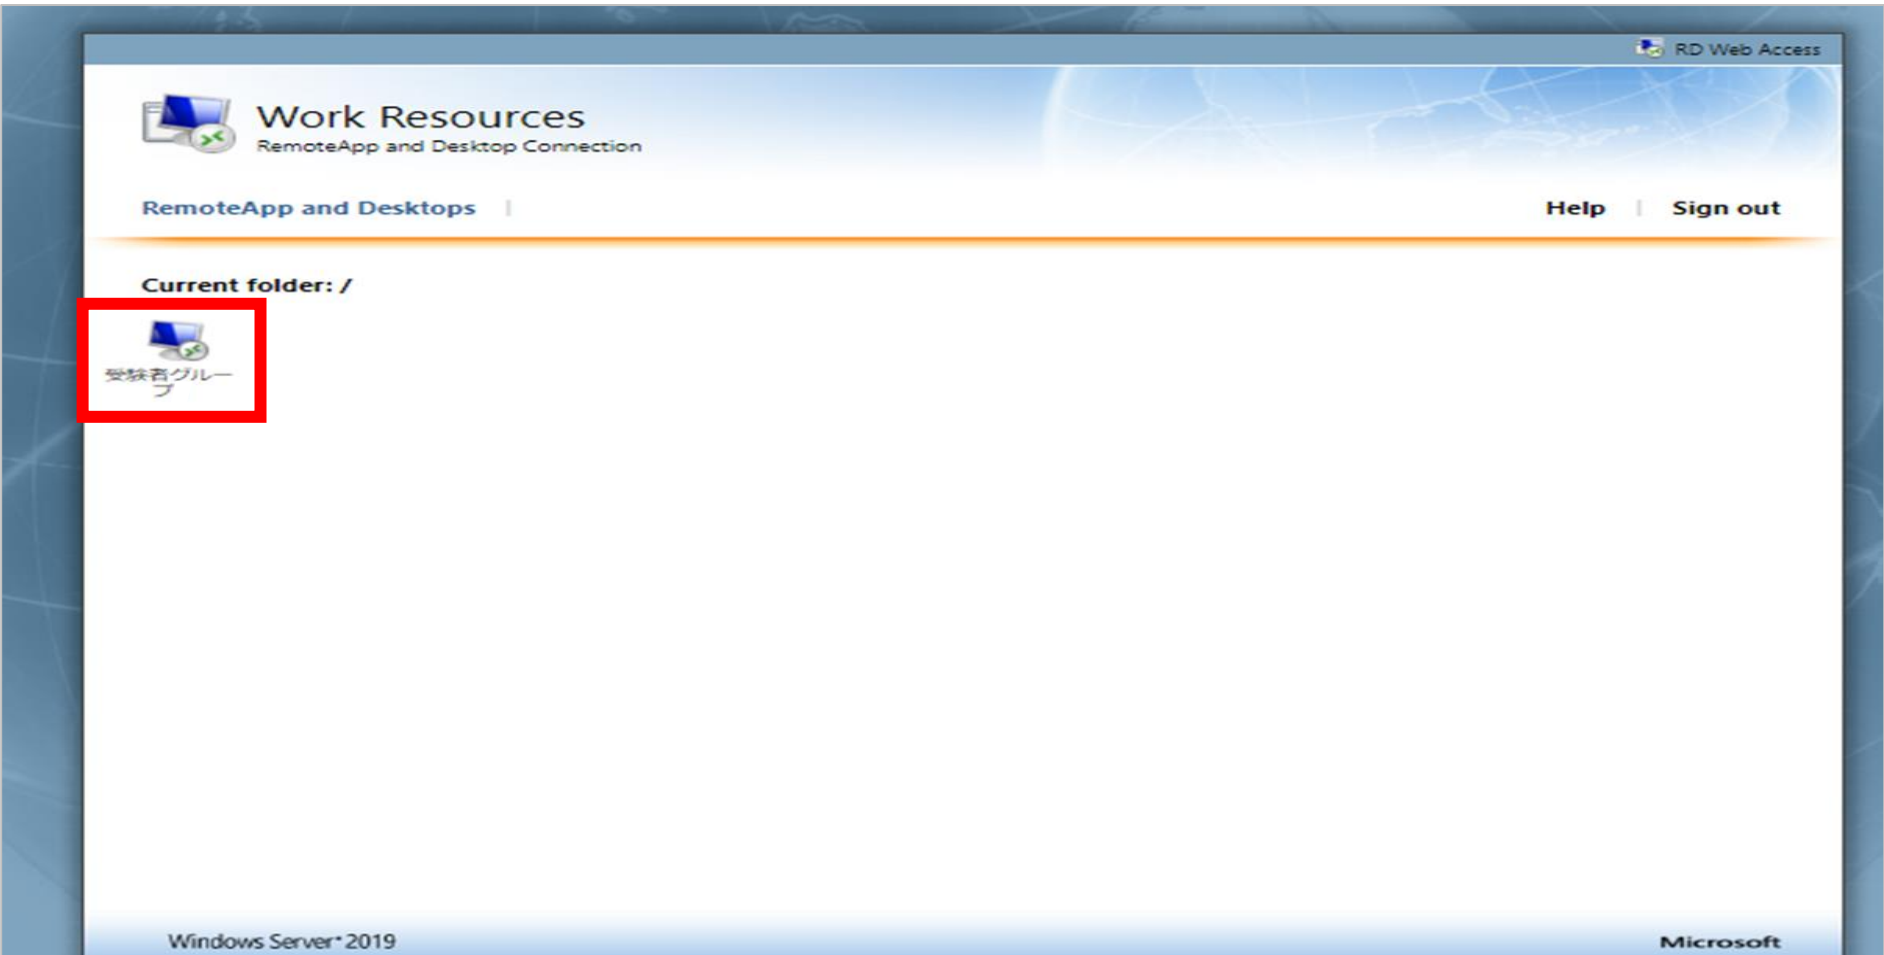 RD Web Access
Work Resources
RemoteApp and Desktop Connection
RemoteApp and Desktops | Help | Sign out
Current folder: /
受験者グルー
プ
Windows Server 2019 Microsoft